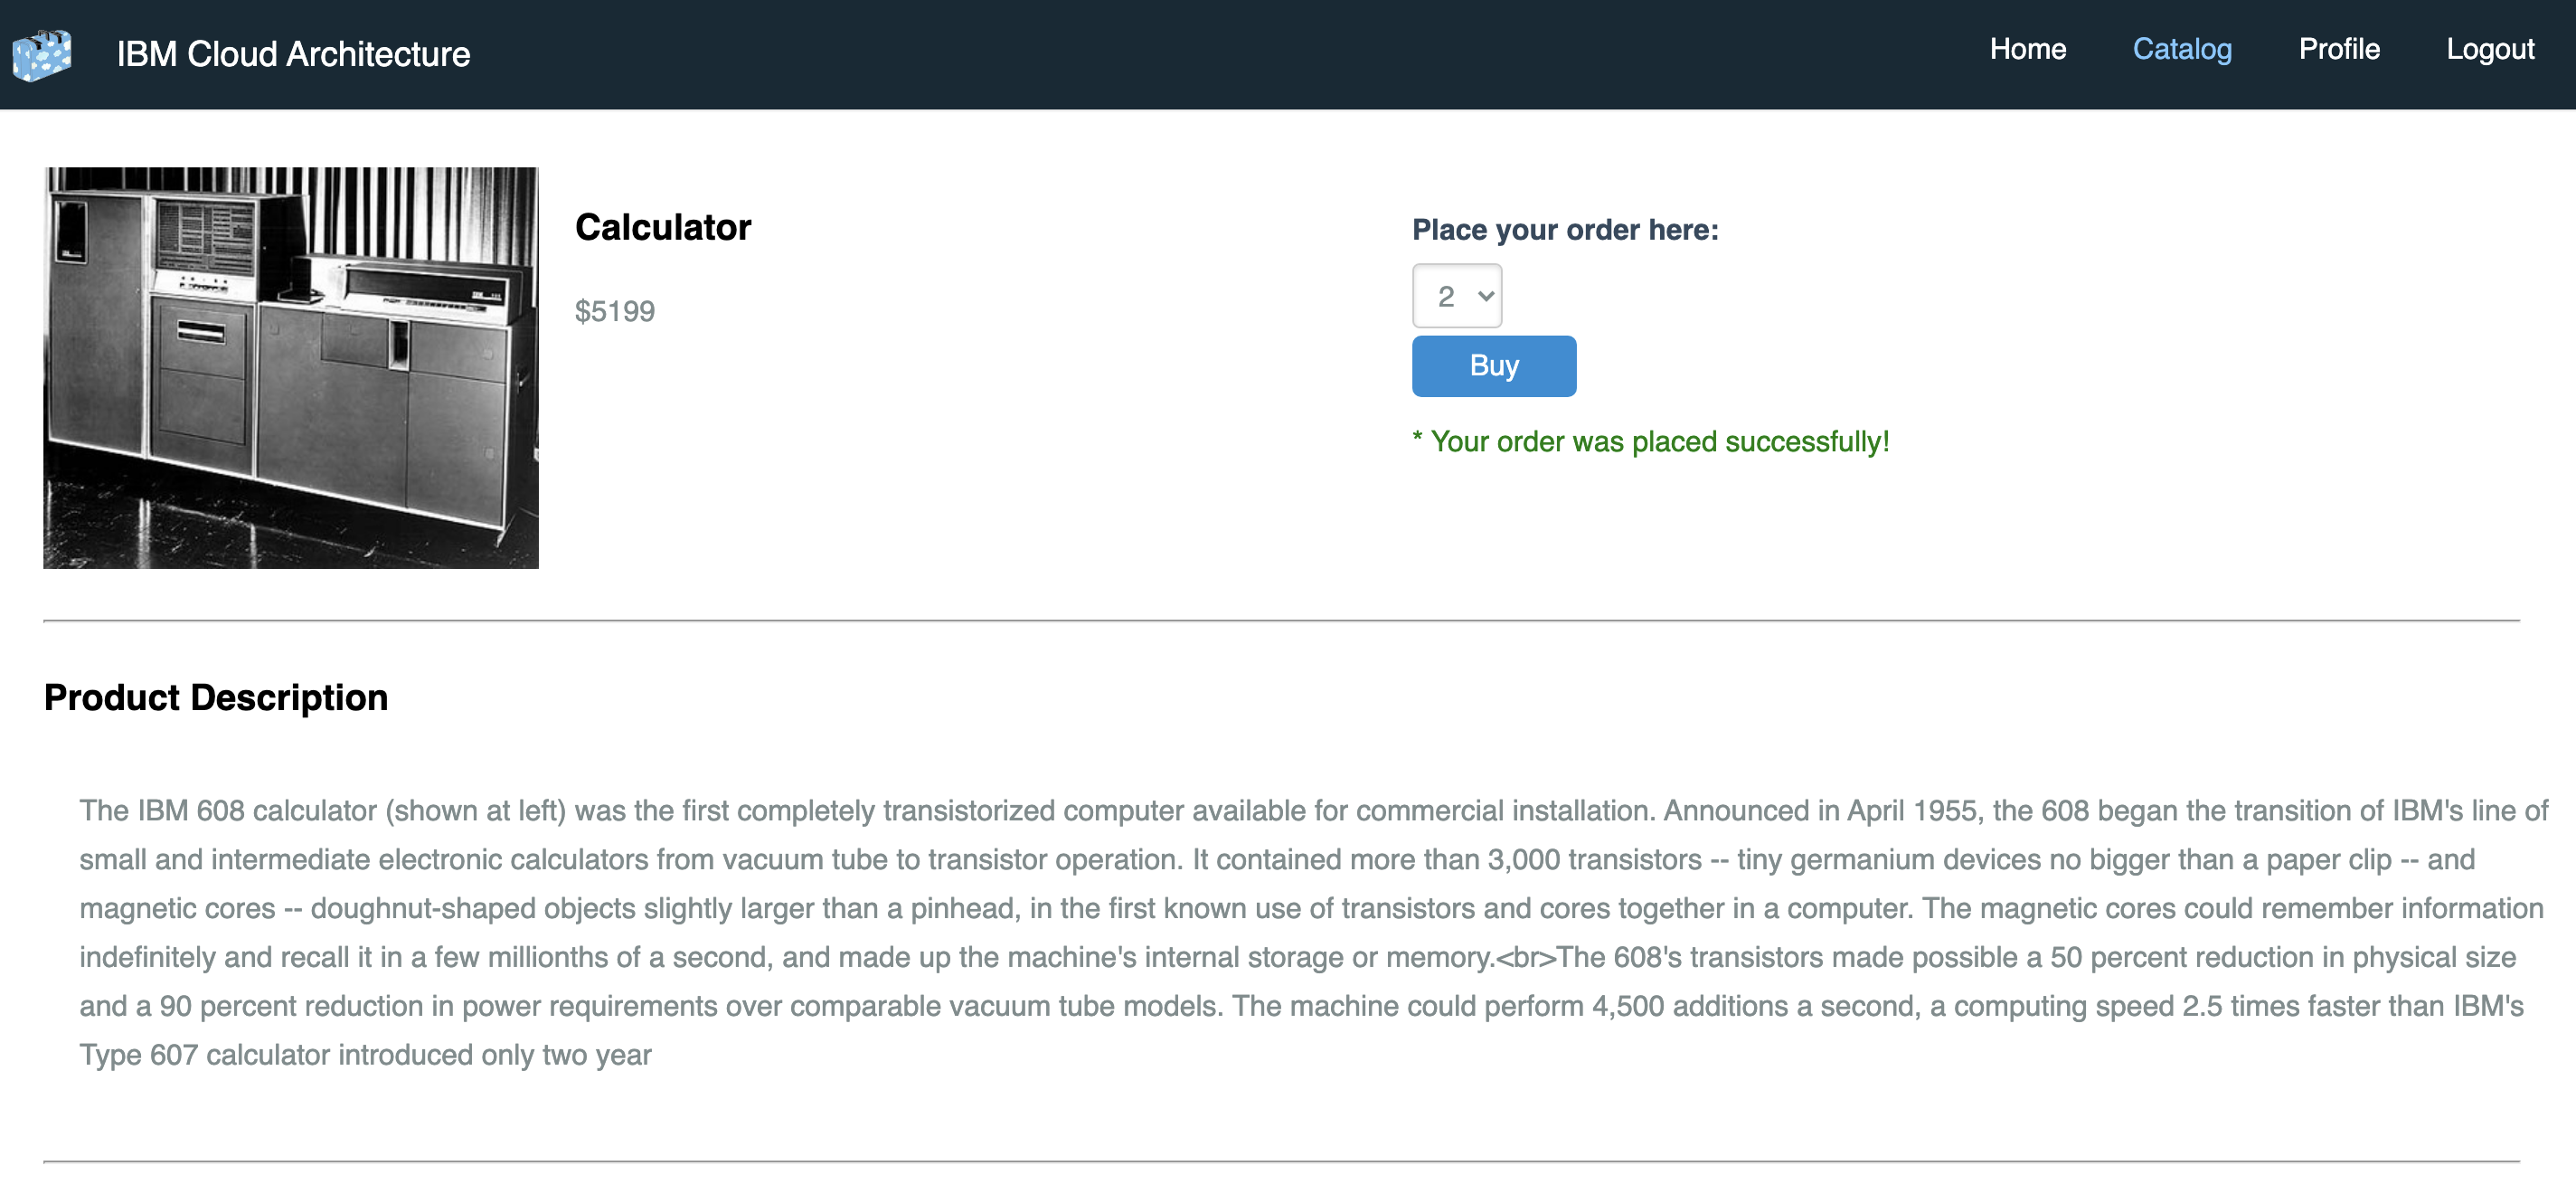 IBM Cloud Architecture
Home
Catalog
Profile
Logout
Calculator
$5199
Place your order here:
2
Buy
* Your order was placed successfully!
Product Description
The IBM 608 calculator (shown at left) was the first completely transistorized computer available for commercial installation. Announced in April 1955, the 608 began the transition of IBM's line of
small and intermediate electronic calculators from vacuum tube to transistor operation. It contained more than 3,000 transistors -- tiny germanium devices no bigger than a paper clip -- and
magnetic cores -- doughnut-shaped objects slightly larger than a pinhead, in the first known use of transistors and cores together in a computer. The magnetic cores could remember information
indefinitely and recall it in a few millionths of a second, and made up the machine's internal storage or memory.<br>The 608's transistors made possible a 50 percent reduction in physical size
and a 90 percent reduction in power requirements over comparable vacuum tube models. The machine could perform 4,500 additions a second, a computing speed 2.5 times faster than IBM's
Type 607 calculator introduced only two year